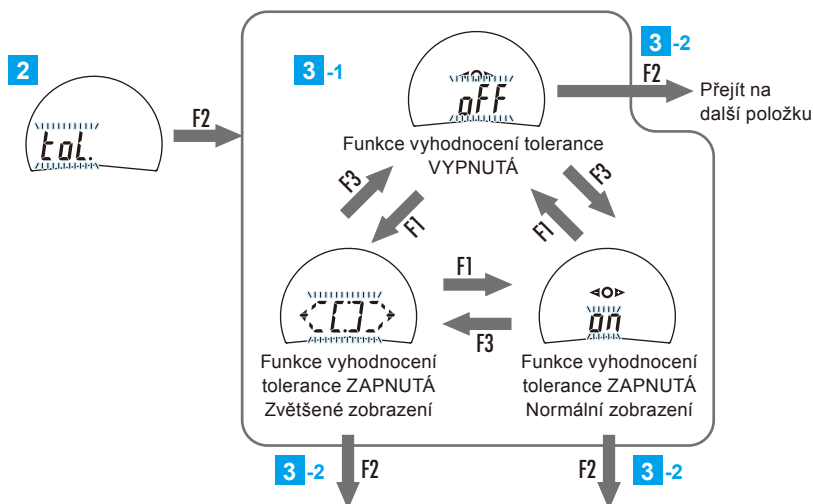 2
tol.
F2
3 -1
oFF
3 -2
F2
Přejít na
další položku
Funkce vyhodnocení tolerance
VYPNUTÁ
F3
F1
F3
F1
F1
F3
on
Funkce vyhodnocení
tolerance ZAPNUTÁ
Zvětšené zobrazení
Funkce vyhodnocení
tolerance ZAPNUTÁ
Normální zobrazení
3 -2
F2
F2
3 -2